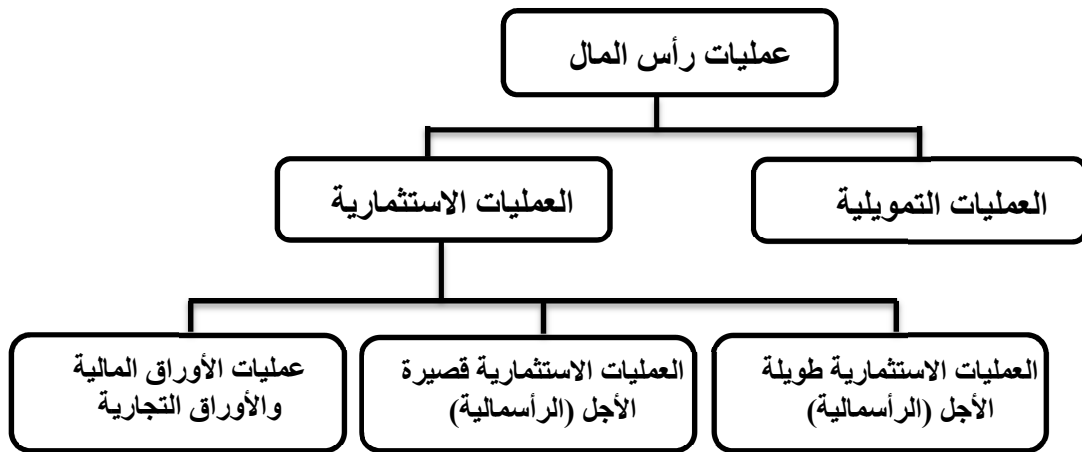 عمليات رأس المال
العمليات التمويلية
العمليات الاستثمارية
العمليات الاستثمارية طويلة
الأجل (الرأسمالية)
العمليات الاستثمارية قصيرة
الأجل (الرأسمالية)
عمليات الأوراق المالية
والأوراق التجارية